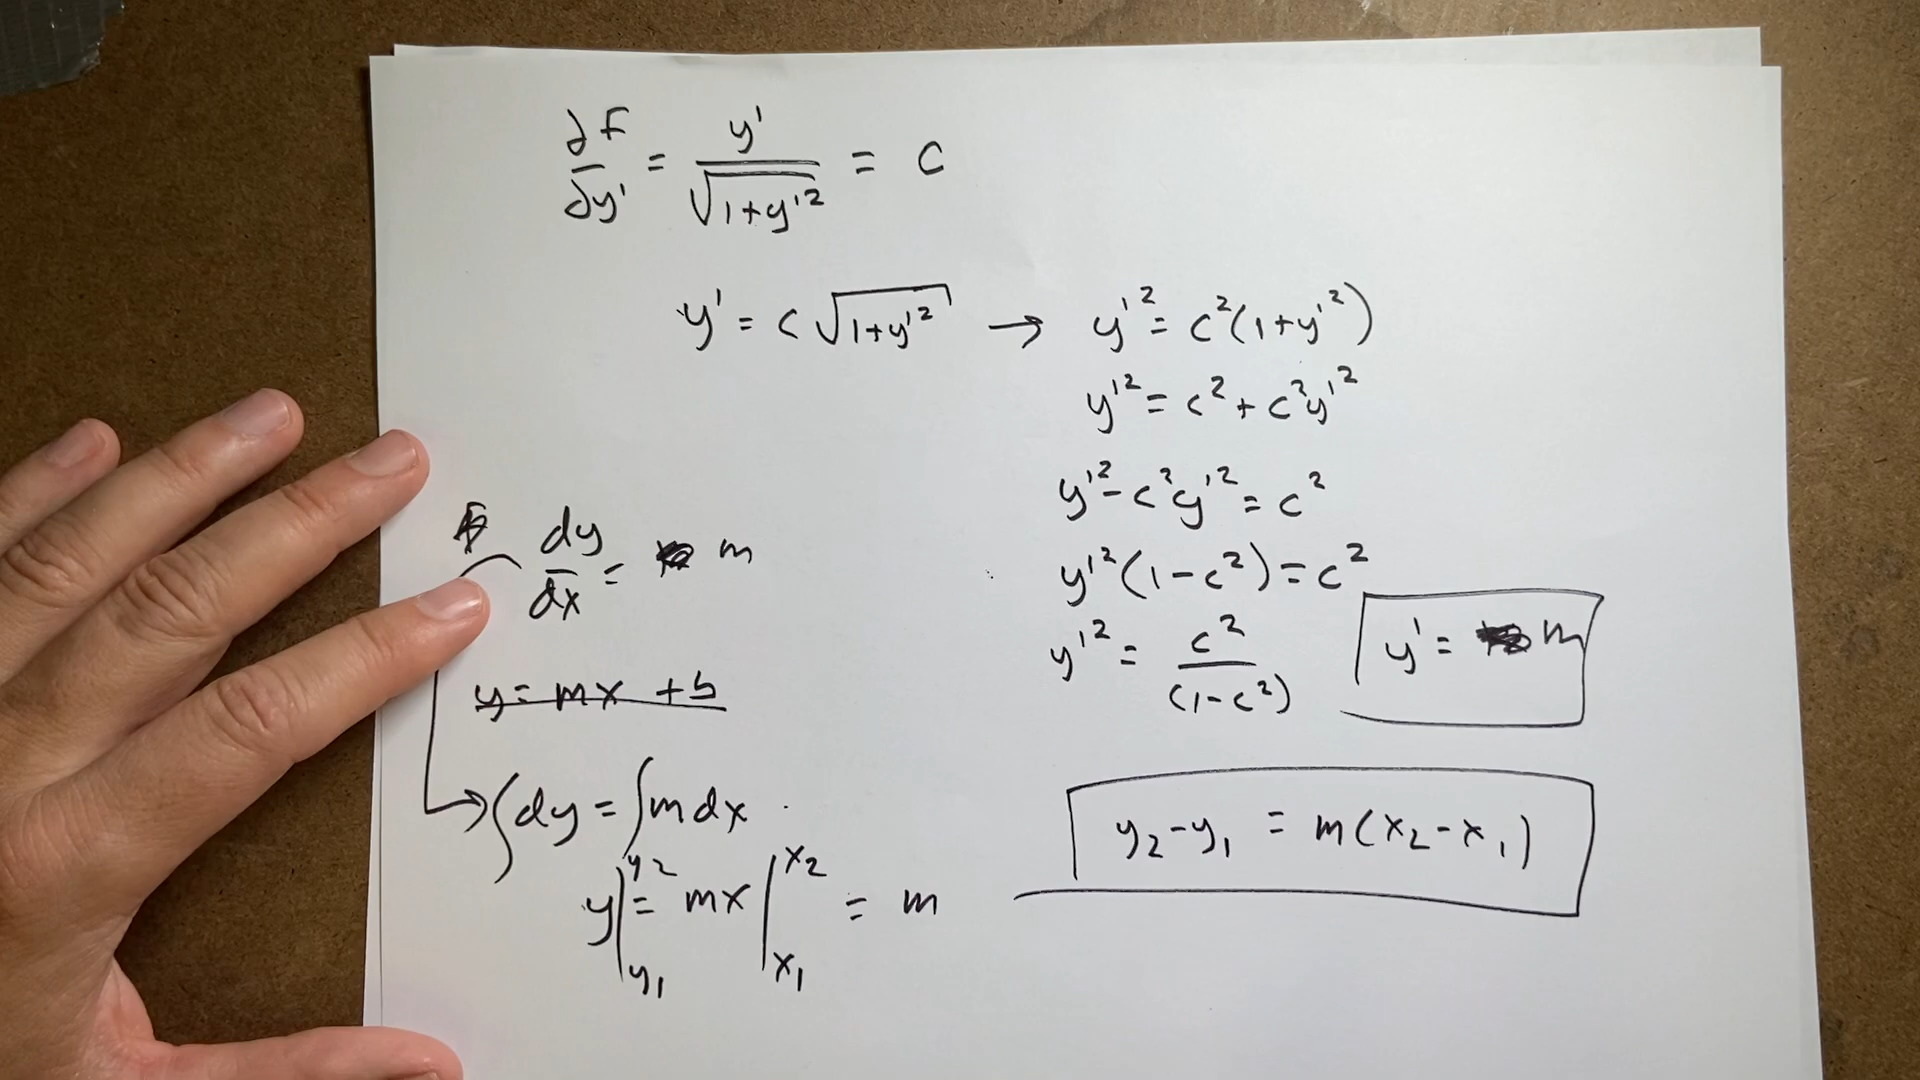 ∂F/∂y' = y'/√(1+y'²) = c
y' = c√(1+y'²) → y'² = c²(1+y'²)
y'² = c² + c²y'²
y'² - c²y'² = c²
y'²(1-c²) = c²
y'² = c²/(1-c²)
y' = m
dy/dx = m
y = mx + b
∫dy = ∫m dx
y|_{y₁}^{y₂} = mx|_{x₁}^{x₂} = m
y₂-y₁ = m(x₂-x₁)